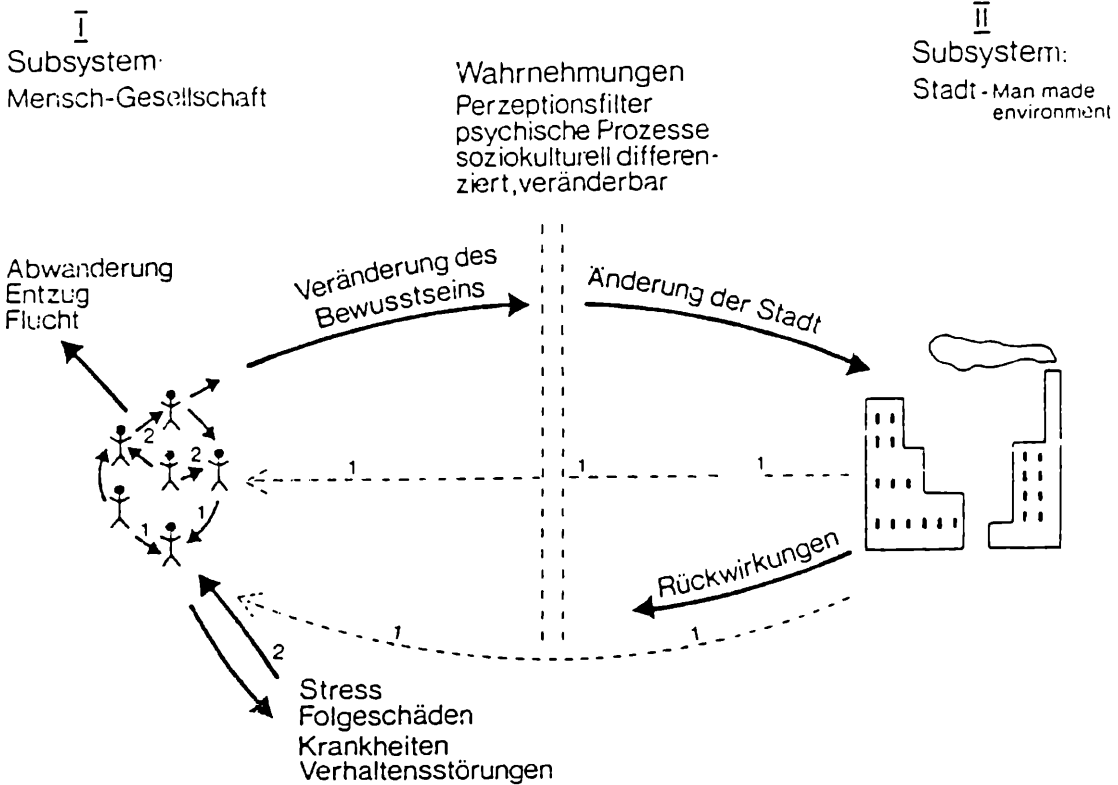 I
Subsystem:
Mensch-Gesellschaft
II
Subsystem:
Stadt - Man made
environment
Wahrnehmungen
Perzeptionsfilter
psychische Prozesse
soziokulturell differen-
ziert, veränderbar
Abwanderung
Entzug
Flucht
Veränderung des
Bewusstseins
Änderung der Stadt
2
2
1
1
1
1
1
Rückwirkungen
1
1
2
Stress
Folgeschäden
Krankheiten
Verhaltensstörungen